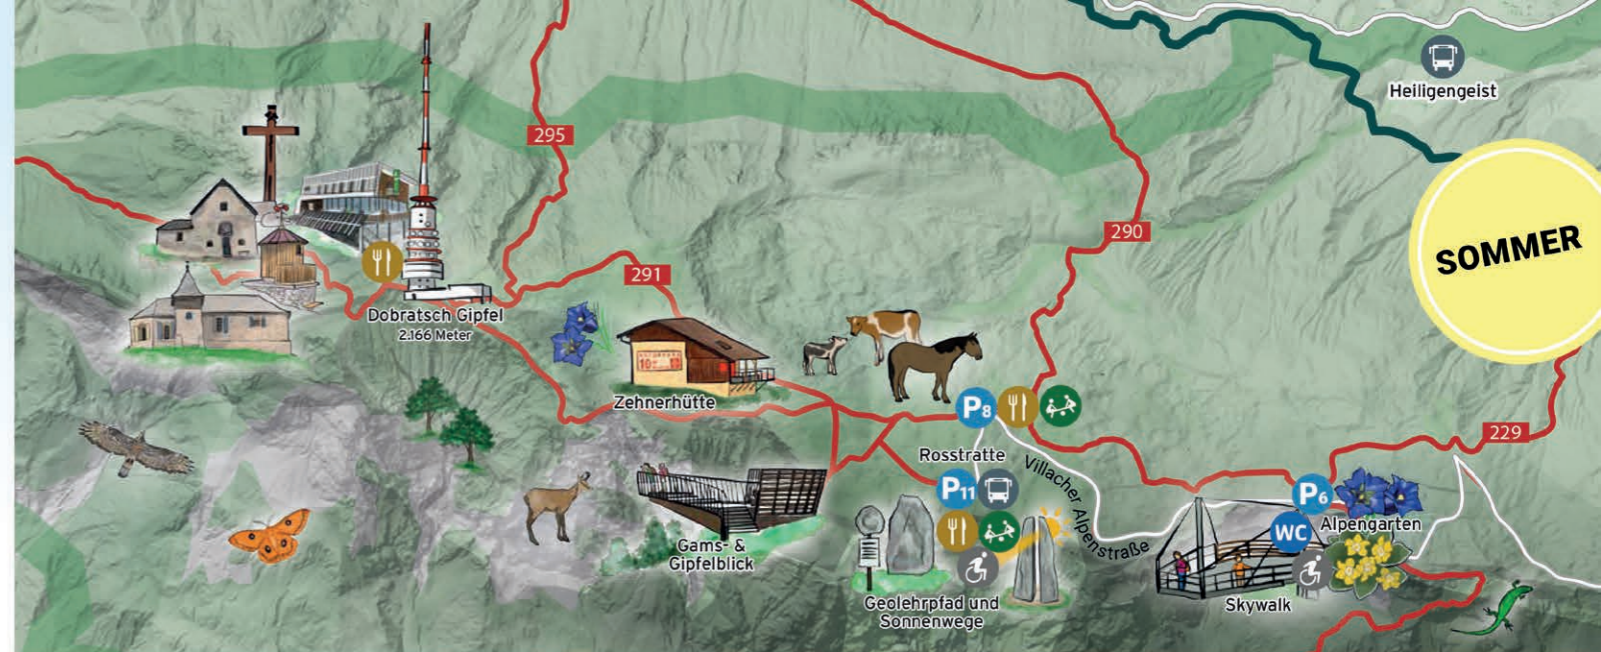 Heiligengeist
295
SOMMER
290
291
Dobratsch Gipfel
2.166 Meter
Zehnerhütte
P8
229
Rosstratte
Villacher Alpenstraße
P11
P6
Alpengarten
WC
Gams- &
Gipfelblick
Geolehrpfad und
Sonnenwege
Skywalk